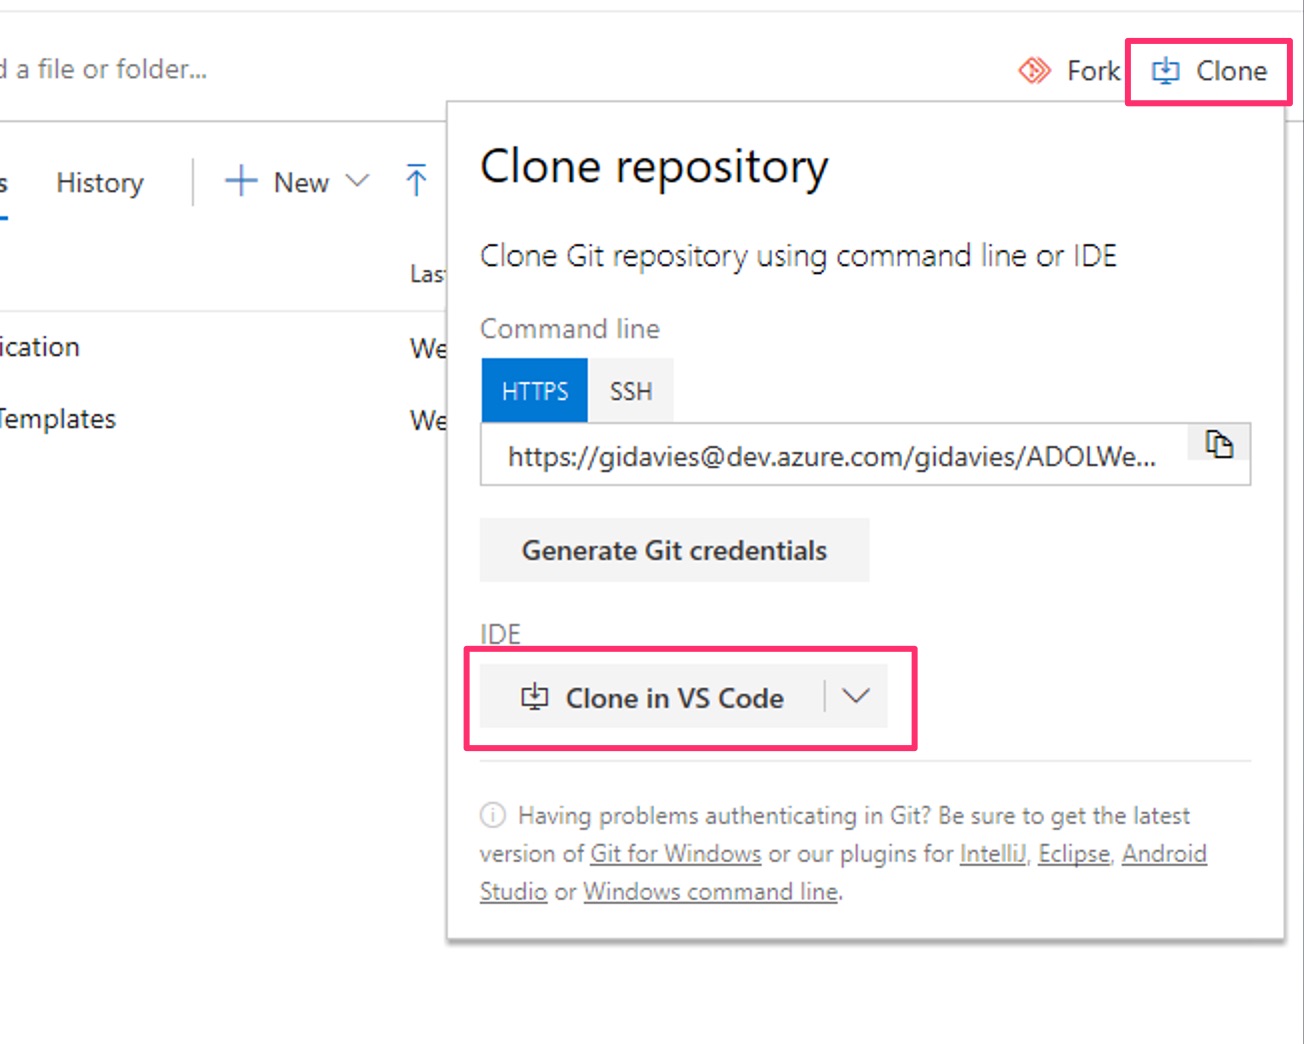 d a file or folder...
Fork
Clone
s
History
New
Las
ication
We
Templates
We
Clone repository
Clone Git repository using command line or IDE
Command line
HTTPS
SSH
https://gidavies@dev.azure.com/gidavies/ADOLWe...
Generate Git credentials
IDE
Clone in VS Code
Having problems authenticating in Git? Be sure to get the latest
version of Git for Windows or our plugins for IntelliJ, Eclipse, Android
Studio or Windows command line.